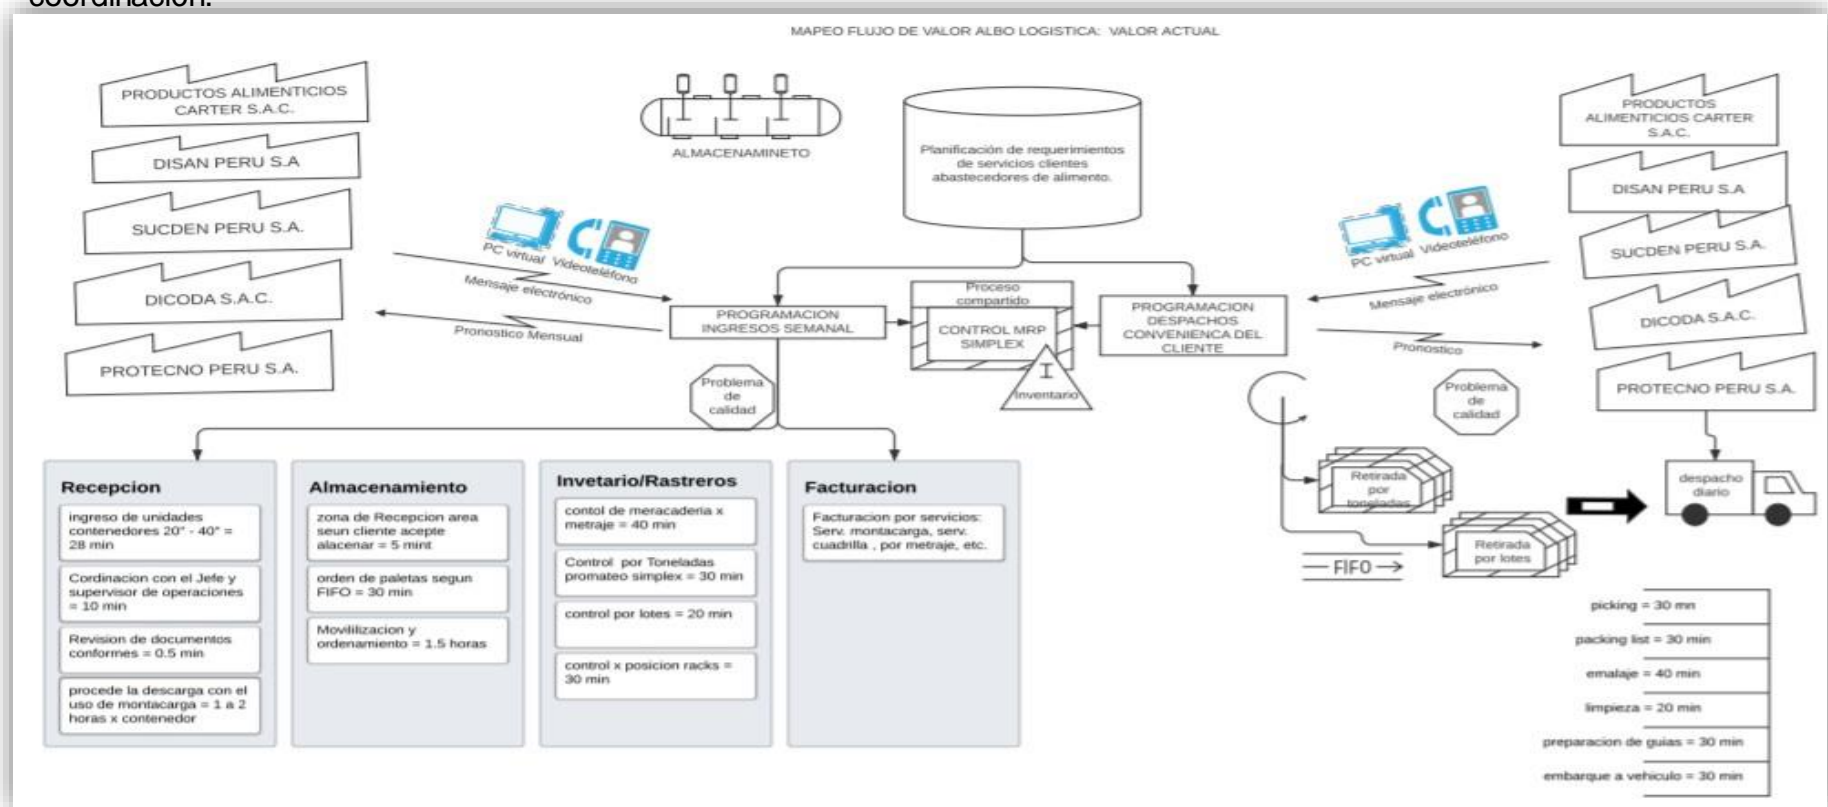 coordinación.
MAPEO FLUJO DE VALOR ALBO LOGISTICA: VALOR ACTUAL
PRODUCTOS ALIMENTICIOS
CARTER S.A.C.
DISAN PERU S.A
SUCDEN PERU S.A.
DICODA S.A.C.
PROTECNO PERU S.A.
ALMACENAMINETO
Planificación de requerimientos
de servicios clientes
abastecedores de alimento.
PC virtual Videoteléfono
Mensaje electrónico
Pronostico Mensual
PROGRAMACION
INGRESOS SEMANAL
Proceso
compartido
CONTROL MRP
SIMPLEX
I
Inventario
PROGRAMACION
DESPACHOS
CONVENIENCA DEL
CLIENTE
PC virtual Videoteléfono
Mensaje electrónico
Pronostico
PRODUCTOS
ALIMENTICIOS CARTER
S.A.C.
DISAN PERU S.A
SUCDEN PERU S.A.
DICODA S.A.C.
PROTECNO PERU S.A.
Problema
de
calidad
Problema
de
calidad
Recepcion
ingreso de unidades
contenedores 20" - 40" =
28 min
Cordinacion con el Jefe y
supervisor de operaciones
= 10 min
Revision de documentos
conformes = 0.5 min
procede la descarga con el
uso de montacarga = 1 a 2
horas x contenedor
Almacenamiento
zona de Recepcion area
seun cliente acepte
alacenar = 5 mint
orden de paletas segun
FIFO = 30 min
Movililizacion y
ordenamiento = 1.5 horas
Invetario/Rastreros
contol de meracaderia x
metraje = 40 min
Control por Toneladas
promateo simplex = 30 min
control por lotes = 20 min
control x posicion racks =
30 min
Facturacion
Facturacion por servicios:
Serv. montacarga, serv.
cuadrilla , por metraje, etc.
Retirada
por
toneladas
Retirada
por lotes
FIFO
despacho
diario
picking = 30 mn
packing list = 30 min
emalaje = 40 min
limpieza = 20 min
preparacion de guias = 30 min
embarque a vehiculo = 30 min